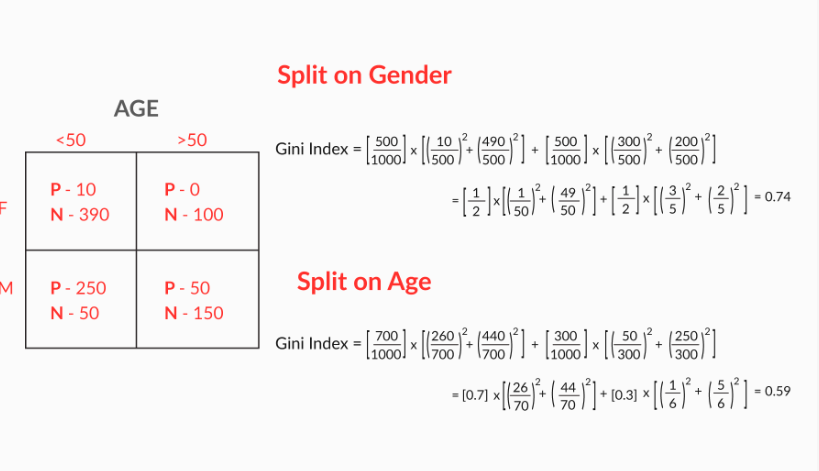 Split on Gender
AGE
<50 >50
Gini Index = [500/1000] x [(10/500)² + (490/500)²] + [500/1000] x [(300/500)² + (200/500)²]
= [1/2] x [(1/50)² + (49/50)²] + [1/2] x [(3/5)² + (2/5)²] = 0.74
F
P - 10
N - 390
P - 0
N - 100
M
P - 250
N - 50
P - 50
N - 150
Split on Age
Gini Index = [700/1000] x [(260/700)² + (440/700)²] + [300/1000] x [(50/300)² + (250/300)²]
= [0.7] x [(26/70)² + (44/70)²] + [0.3] x [(1/6)² + (5/6)²] = 0.59